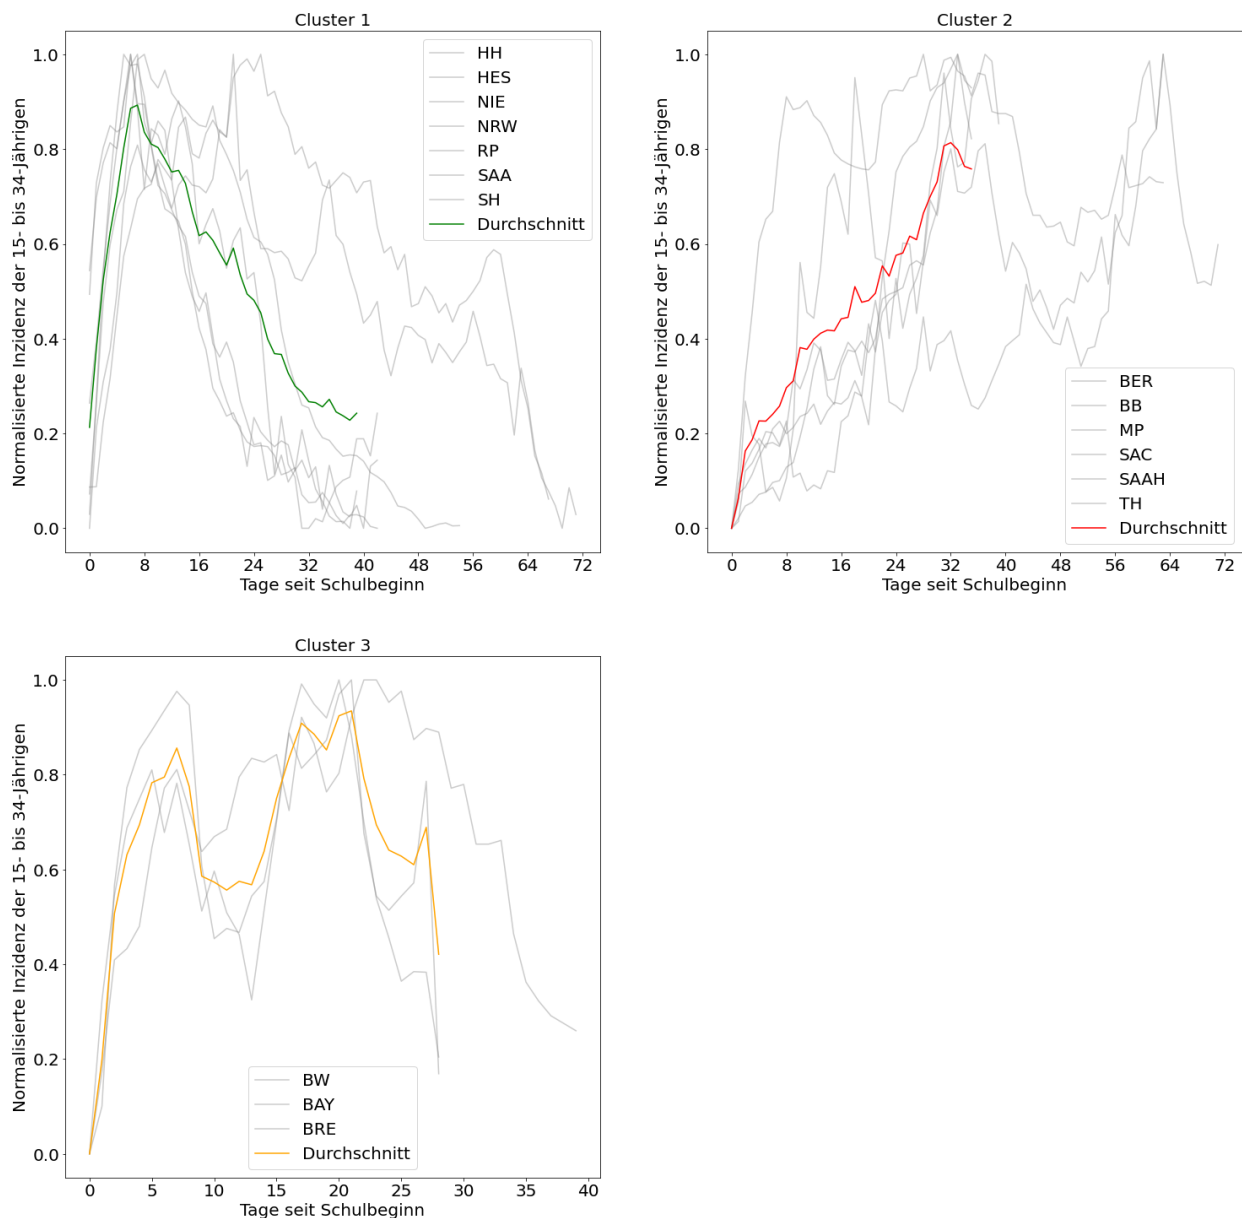 Cluster 1
Normalisierte Inzidenz der 15- bis 34-Jährigen
1.0
0.8
0.6
0.4
0.2
0.0
HH
HES
NIE
NRW
RP
SAA
SH
Durchschnitt
0 8 16 24 32 40 48 56 64 72
Tage seit Schulbeginn
Cluster 2
Normalisierte Inzidenz der 15- bis 34-Jährigen
1.0
0.8
0.6
0.4
0.2
0.0
BER
BB
MP
SAC
SAAH
TH
Durchschnitt
0 8 16 24 32 40 48 56 64 72
Tage seit Schulbeginn
Cluster 3
Normalisierte Inzidenz der 15- bis 34-Jährigen
1.0
0.8
0.6
0.4
0.2
0.0
BW
BAY
BRE
Durchschnitt
0 5 10 15 20 25 30 35 40
Tage seit Schulbeginn